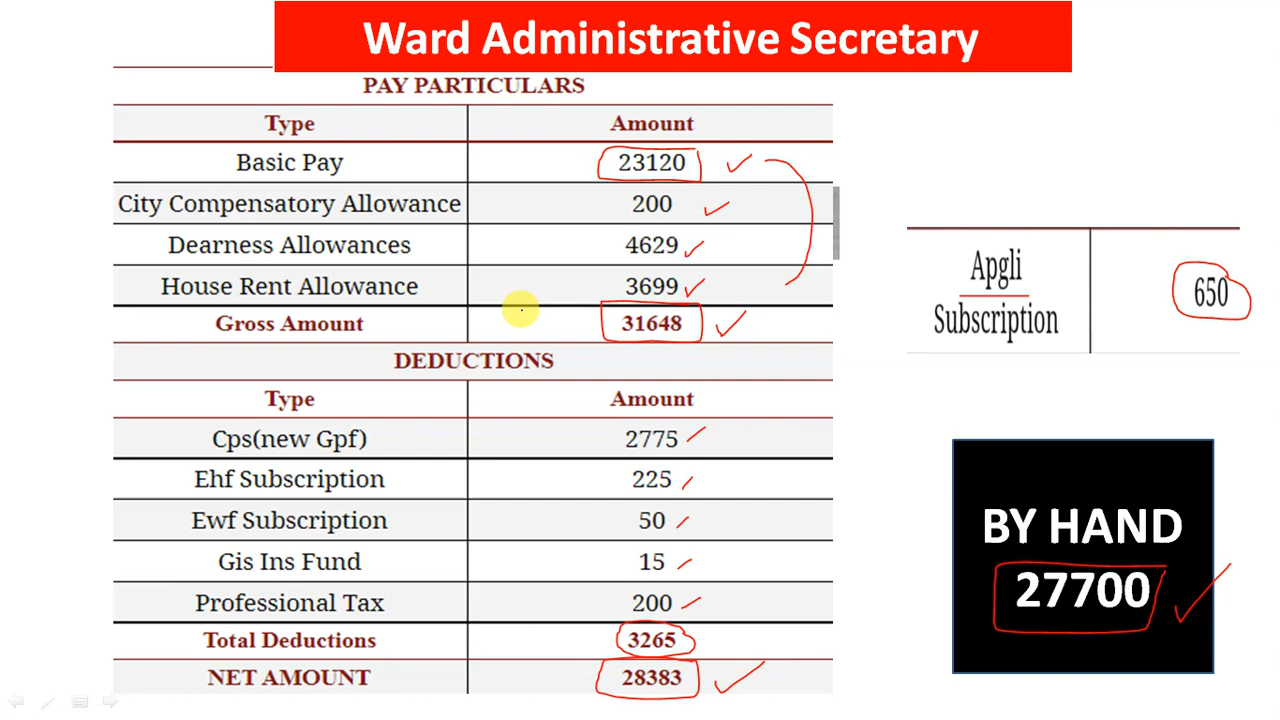 Ward Administrative Secretary
PAY PARTICULARS
Type Amount
Basic Pay 23120
City Compensatory Allowance 200
Dearness Allowances 4629
House Rent Allowance 3699
Gross Amount 31648
DEDUCTIONS
Type Amount
Cps(new Gpf) 2775
Ehf Subscription 225
Ewf Subscription 50
Gis Ins Fund 15
Professional Tax 200
Total Deductions 3265
NET AMOUNT 28383
Apgli
Subscription 650
BY HAND
27700